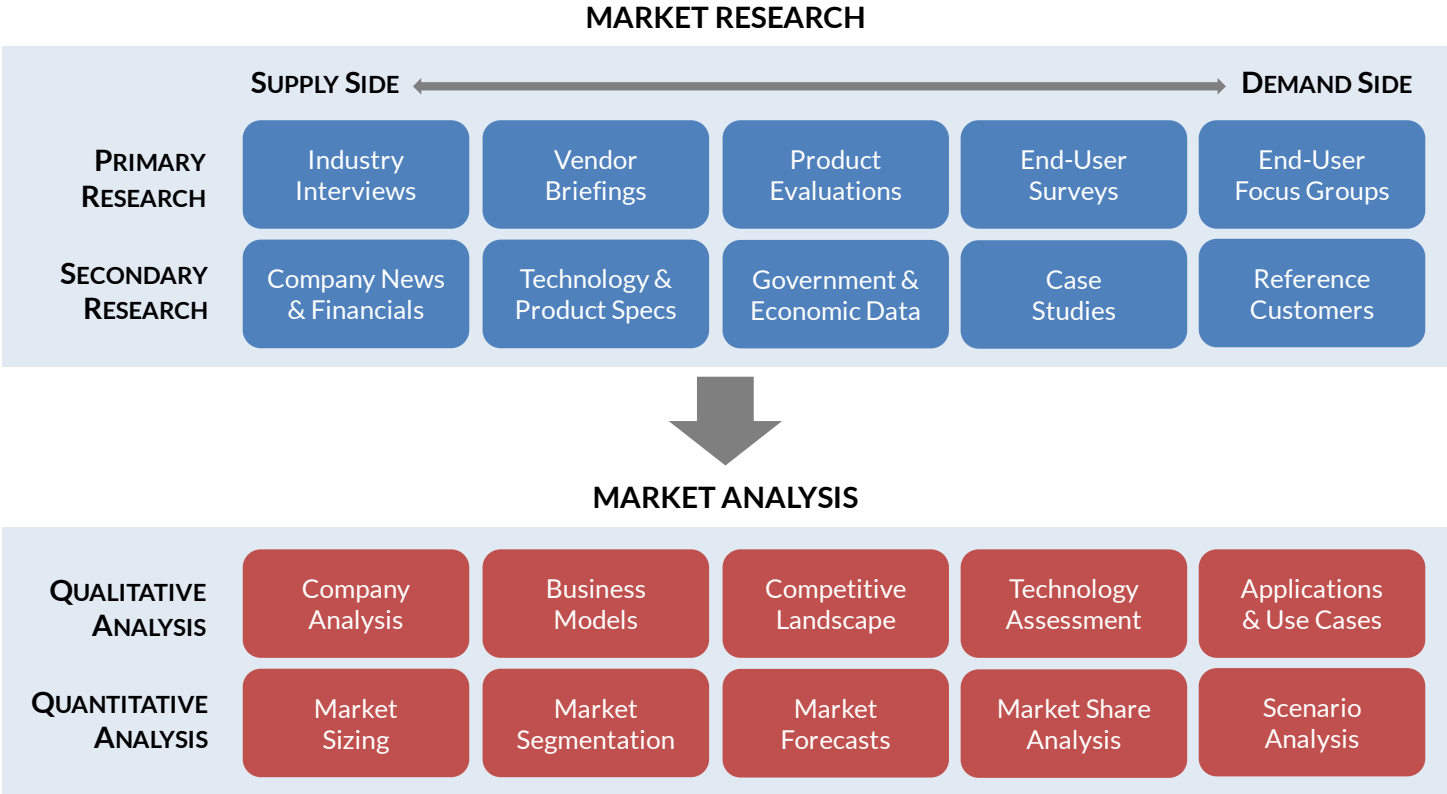 MARKET RESEARCH
SUPPLY SIDE
DEMAND SIDE
PRIMARY
RESEARCH
Industry
Interviews
Vendor
Briefings
Product
Evaluations
End-User
Surveys
End-User
Focus Groups
SECONDARY
RESEARCH
Company News
& Financials
Technology &
Product Specs
Government &
Economic Data
Case
Studies
Reference
Customers
MARKET ANALYSIS
QUALITATIVE
ANALYSIS
Company
Analysis
Business
Models
Competitive
Landscape
Technology
Assessment
Applications
& Use Cases
QUANTITATIVE
ANALYSIS
Market
Sizing
Market
Segmentation
Market
Forecasts
Market Share
Analysis
Scenario
Analysis